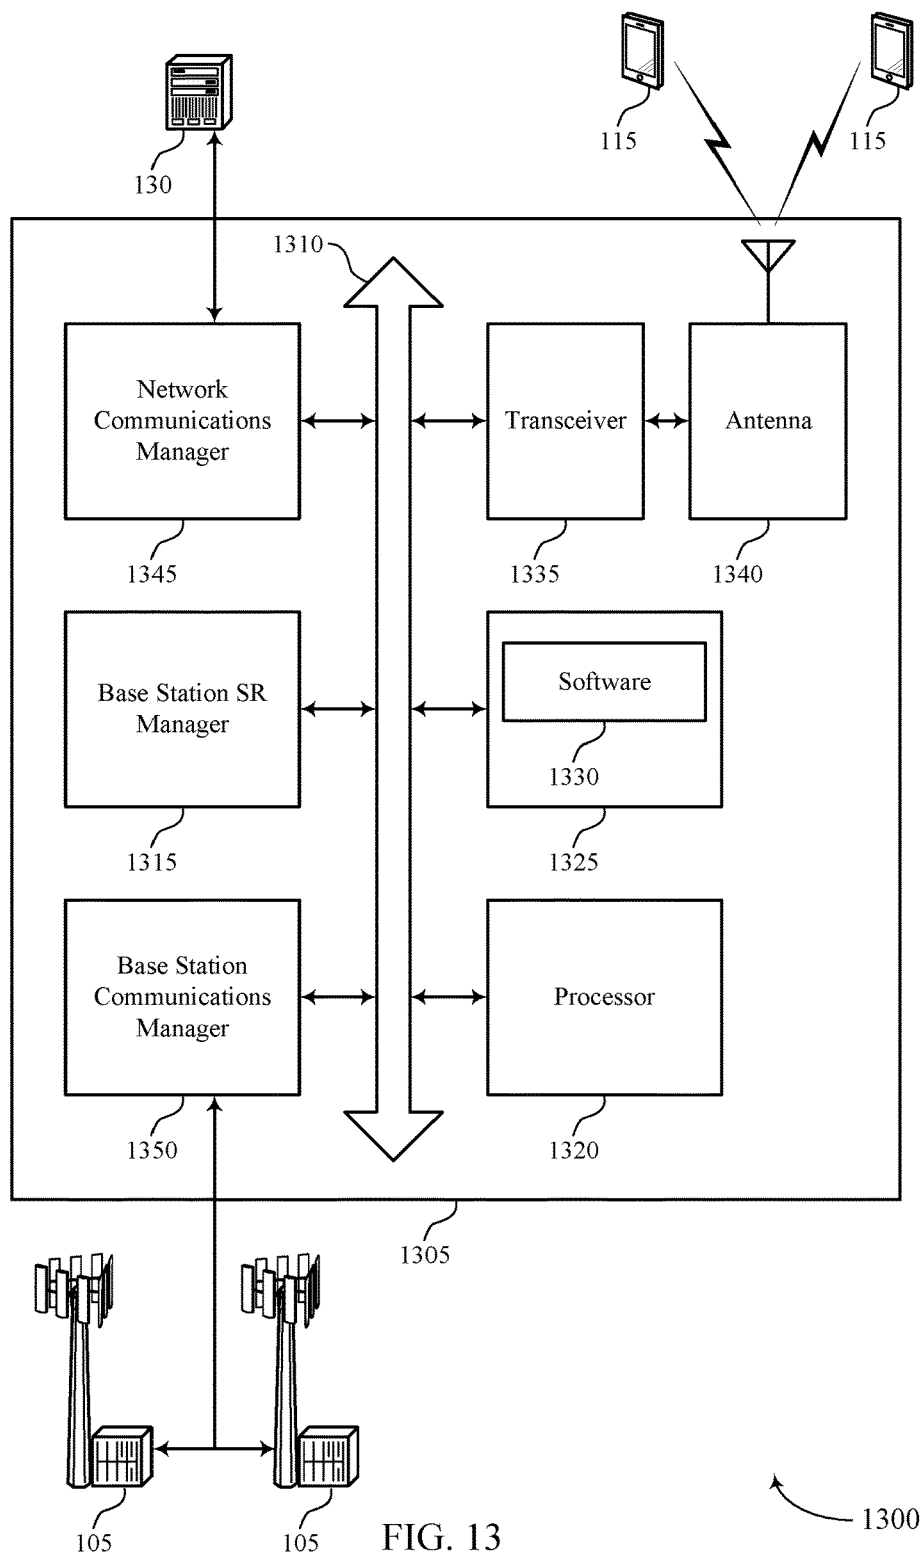 115
115
130
1310
Network
Communications
Manager
Transceiver
Antenna
1345
1335
1340
Base Station SR
Manager
Software
1330
1315
1325
Base Station
Communications
Manager
Processor
1350
1320
1305
105
105
FIG. 13
1300